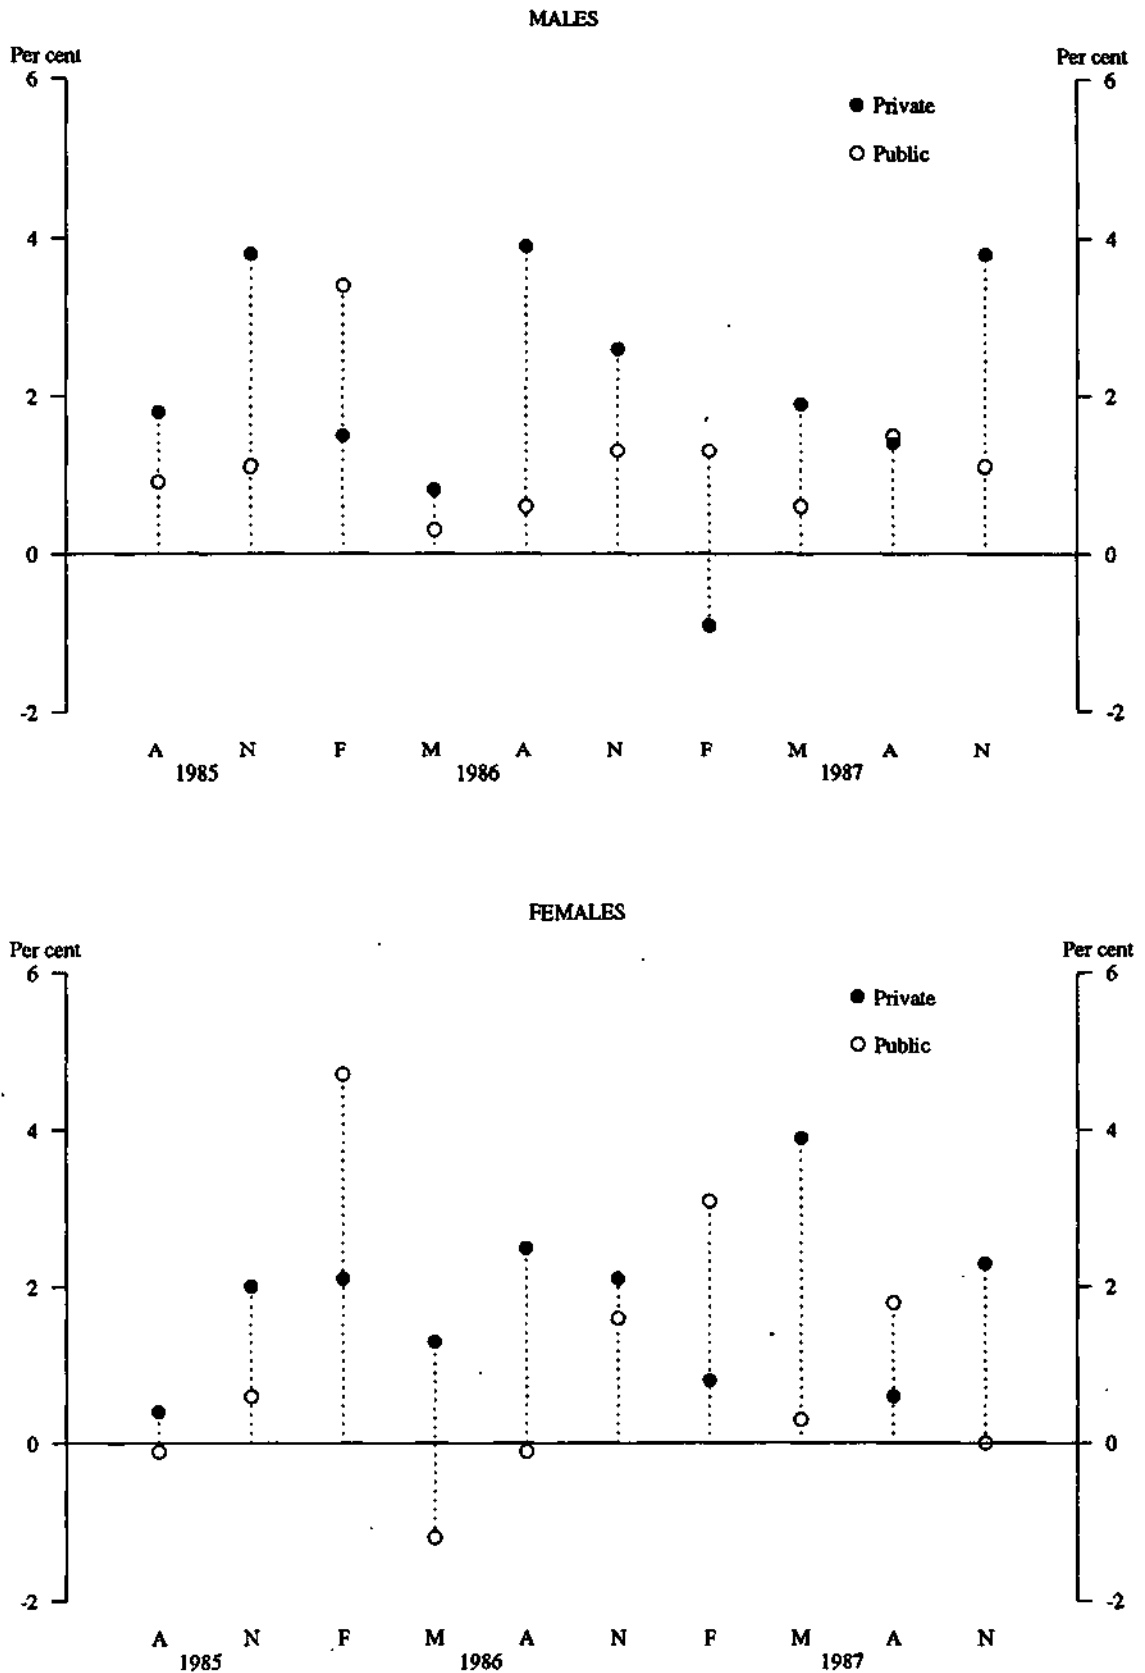 MALES
Per cent Per cent
6 6
Private
Public
4 4
2 2
0 0
-2 -2
A N F M A N F M A N
1985 1986 1987
FEMALES
Per cent Per cent
6 6
Private
Public
4 4
2 2
0 0
-2 -2
A N F M A N F M A N
1985 1986 1987